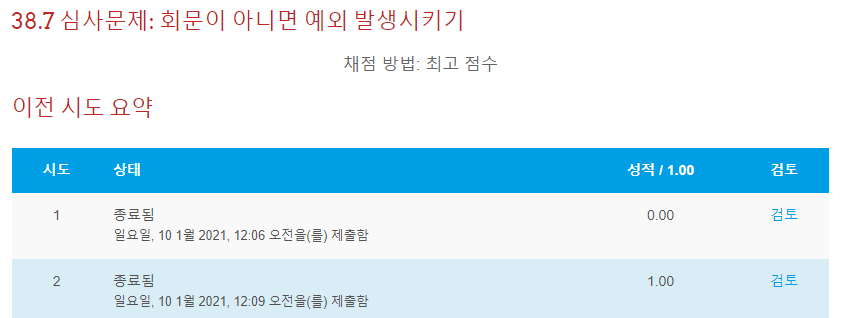 38.7 심사문제: 회문이 아니면 예외 발생시키기
채점 방법: 최고 점수
이전 시도 요약
시도 상태 성적 / 1.00 검토
1 종료됨 0.00 검토
일요일, 10 1월 2021, 12:06 오전을(를) 제출함
2 종료됨 1.00 검토
일요일, 10 1월 2021, 12:09 오전을(를) 제출함